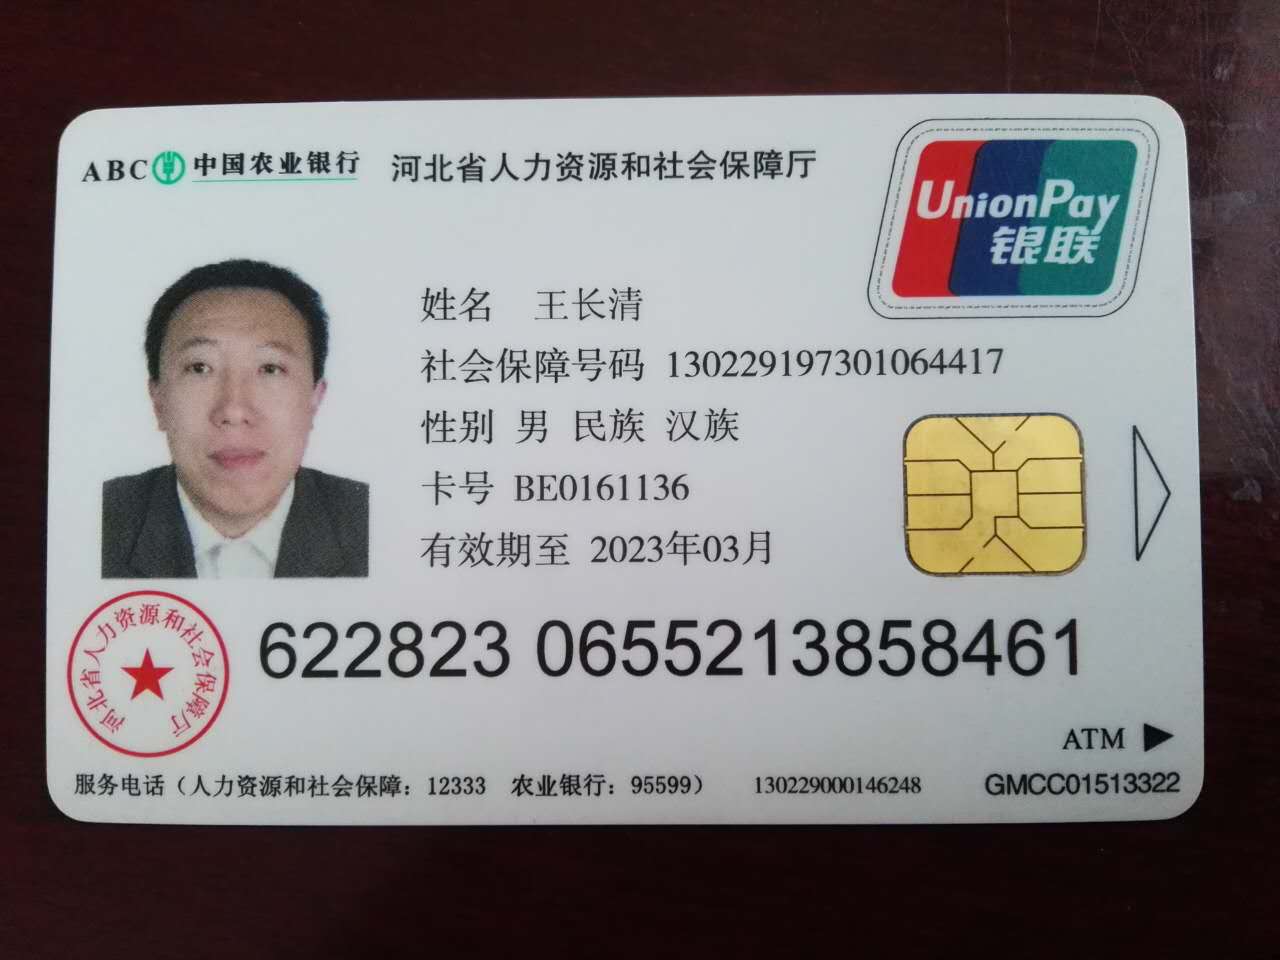 ABC 中国农业银行 河北省人力资源和社会保障厅
UnionPay
银联
姓名 王长清
社会保障号码 130229197301064417
性别 男 民族 汉族
卡号 BE0161136
有效期至 2023年03月
河北省人力资源和社会保障厅
622823 0655213858461
ATM
服务电话（人力资源和社会保障：12333 农业银行：95599） 130229000146248 GMCC01513322